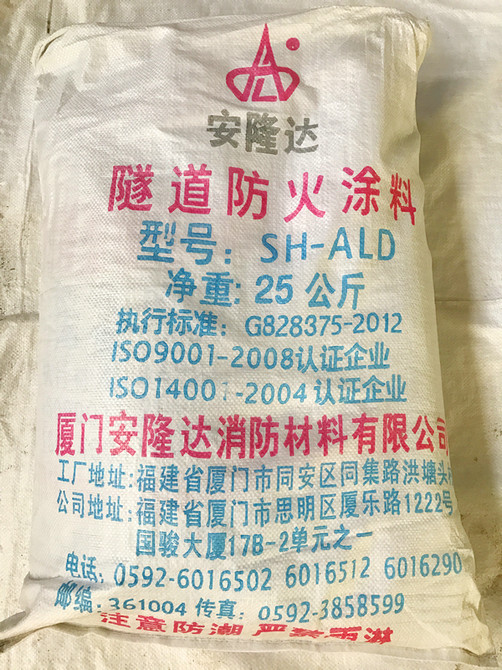 安隆达
隧道防火涂料
型号：SH-ALD
净重：25公斤
执行标准：G828375-2012
ISO9001-2008认证企业
ISO14001-2004认证企业
厦门安隆达消防材料有限公司
工厂地址：福建省厦门市同安区同集路洪塘头
公司地址：福建省厦门市思明区厦乐路1222号
国骏大厦17B-2单元之一
电话：0592-6016502 6016512 6016290
邮编：361004 传真：0592-3858599
注意防潮 严禁雨淋